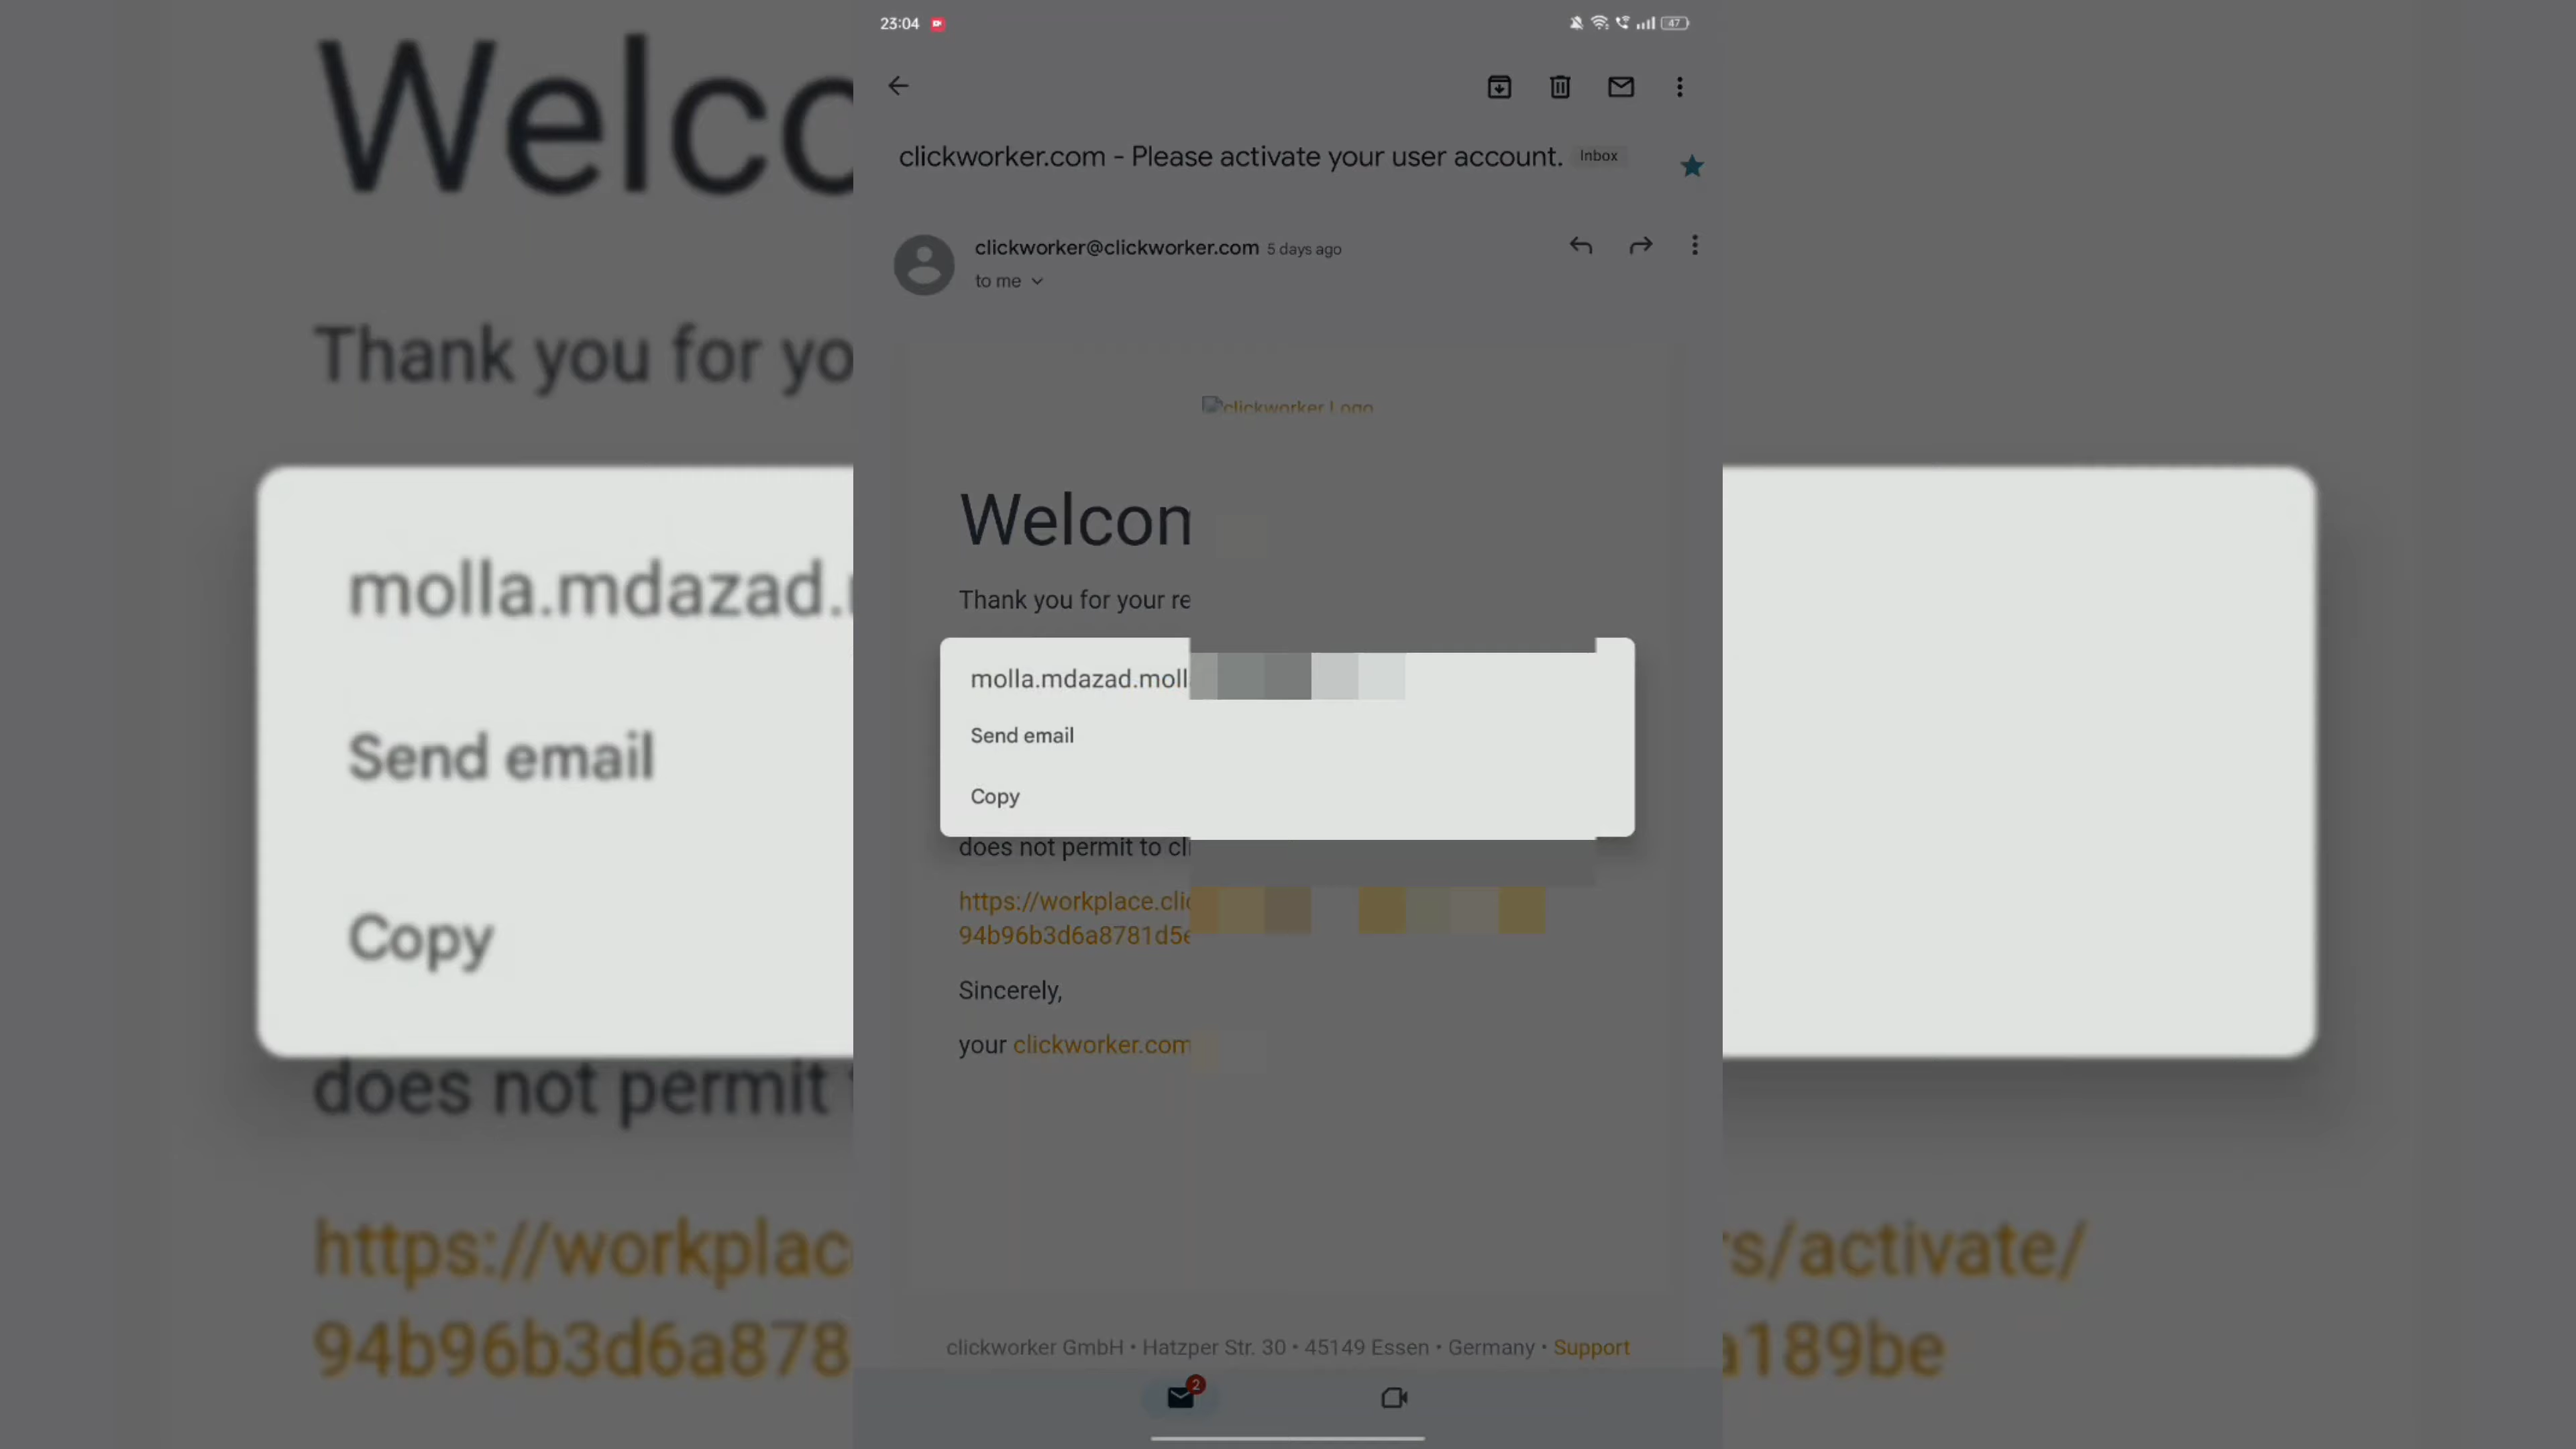 23:04
47
clickworker.com - Please activate your user account. Inbox
clickworker@clickworker.com 5 days ago
to me
clickworker Logo
Welcon
Thank you for your re
molla.mdazad.moll
Send email
Copy
does not permit to cl
https://workplace.clic
94b96b3d6a8781d5e
Sincerely,
your clickworker.com
clickworker GmbH • Hatzper Str. 30 • 45149 Essen • Germany • Support
2
Welco
Thank you for yo
molla.mdazad.
Send email
Copy
does not permit
https://workplac
94b96b3d6a878
s/activate/
a189be